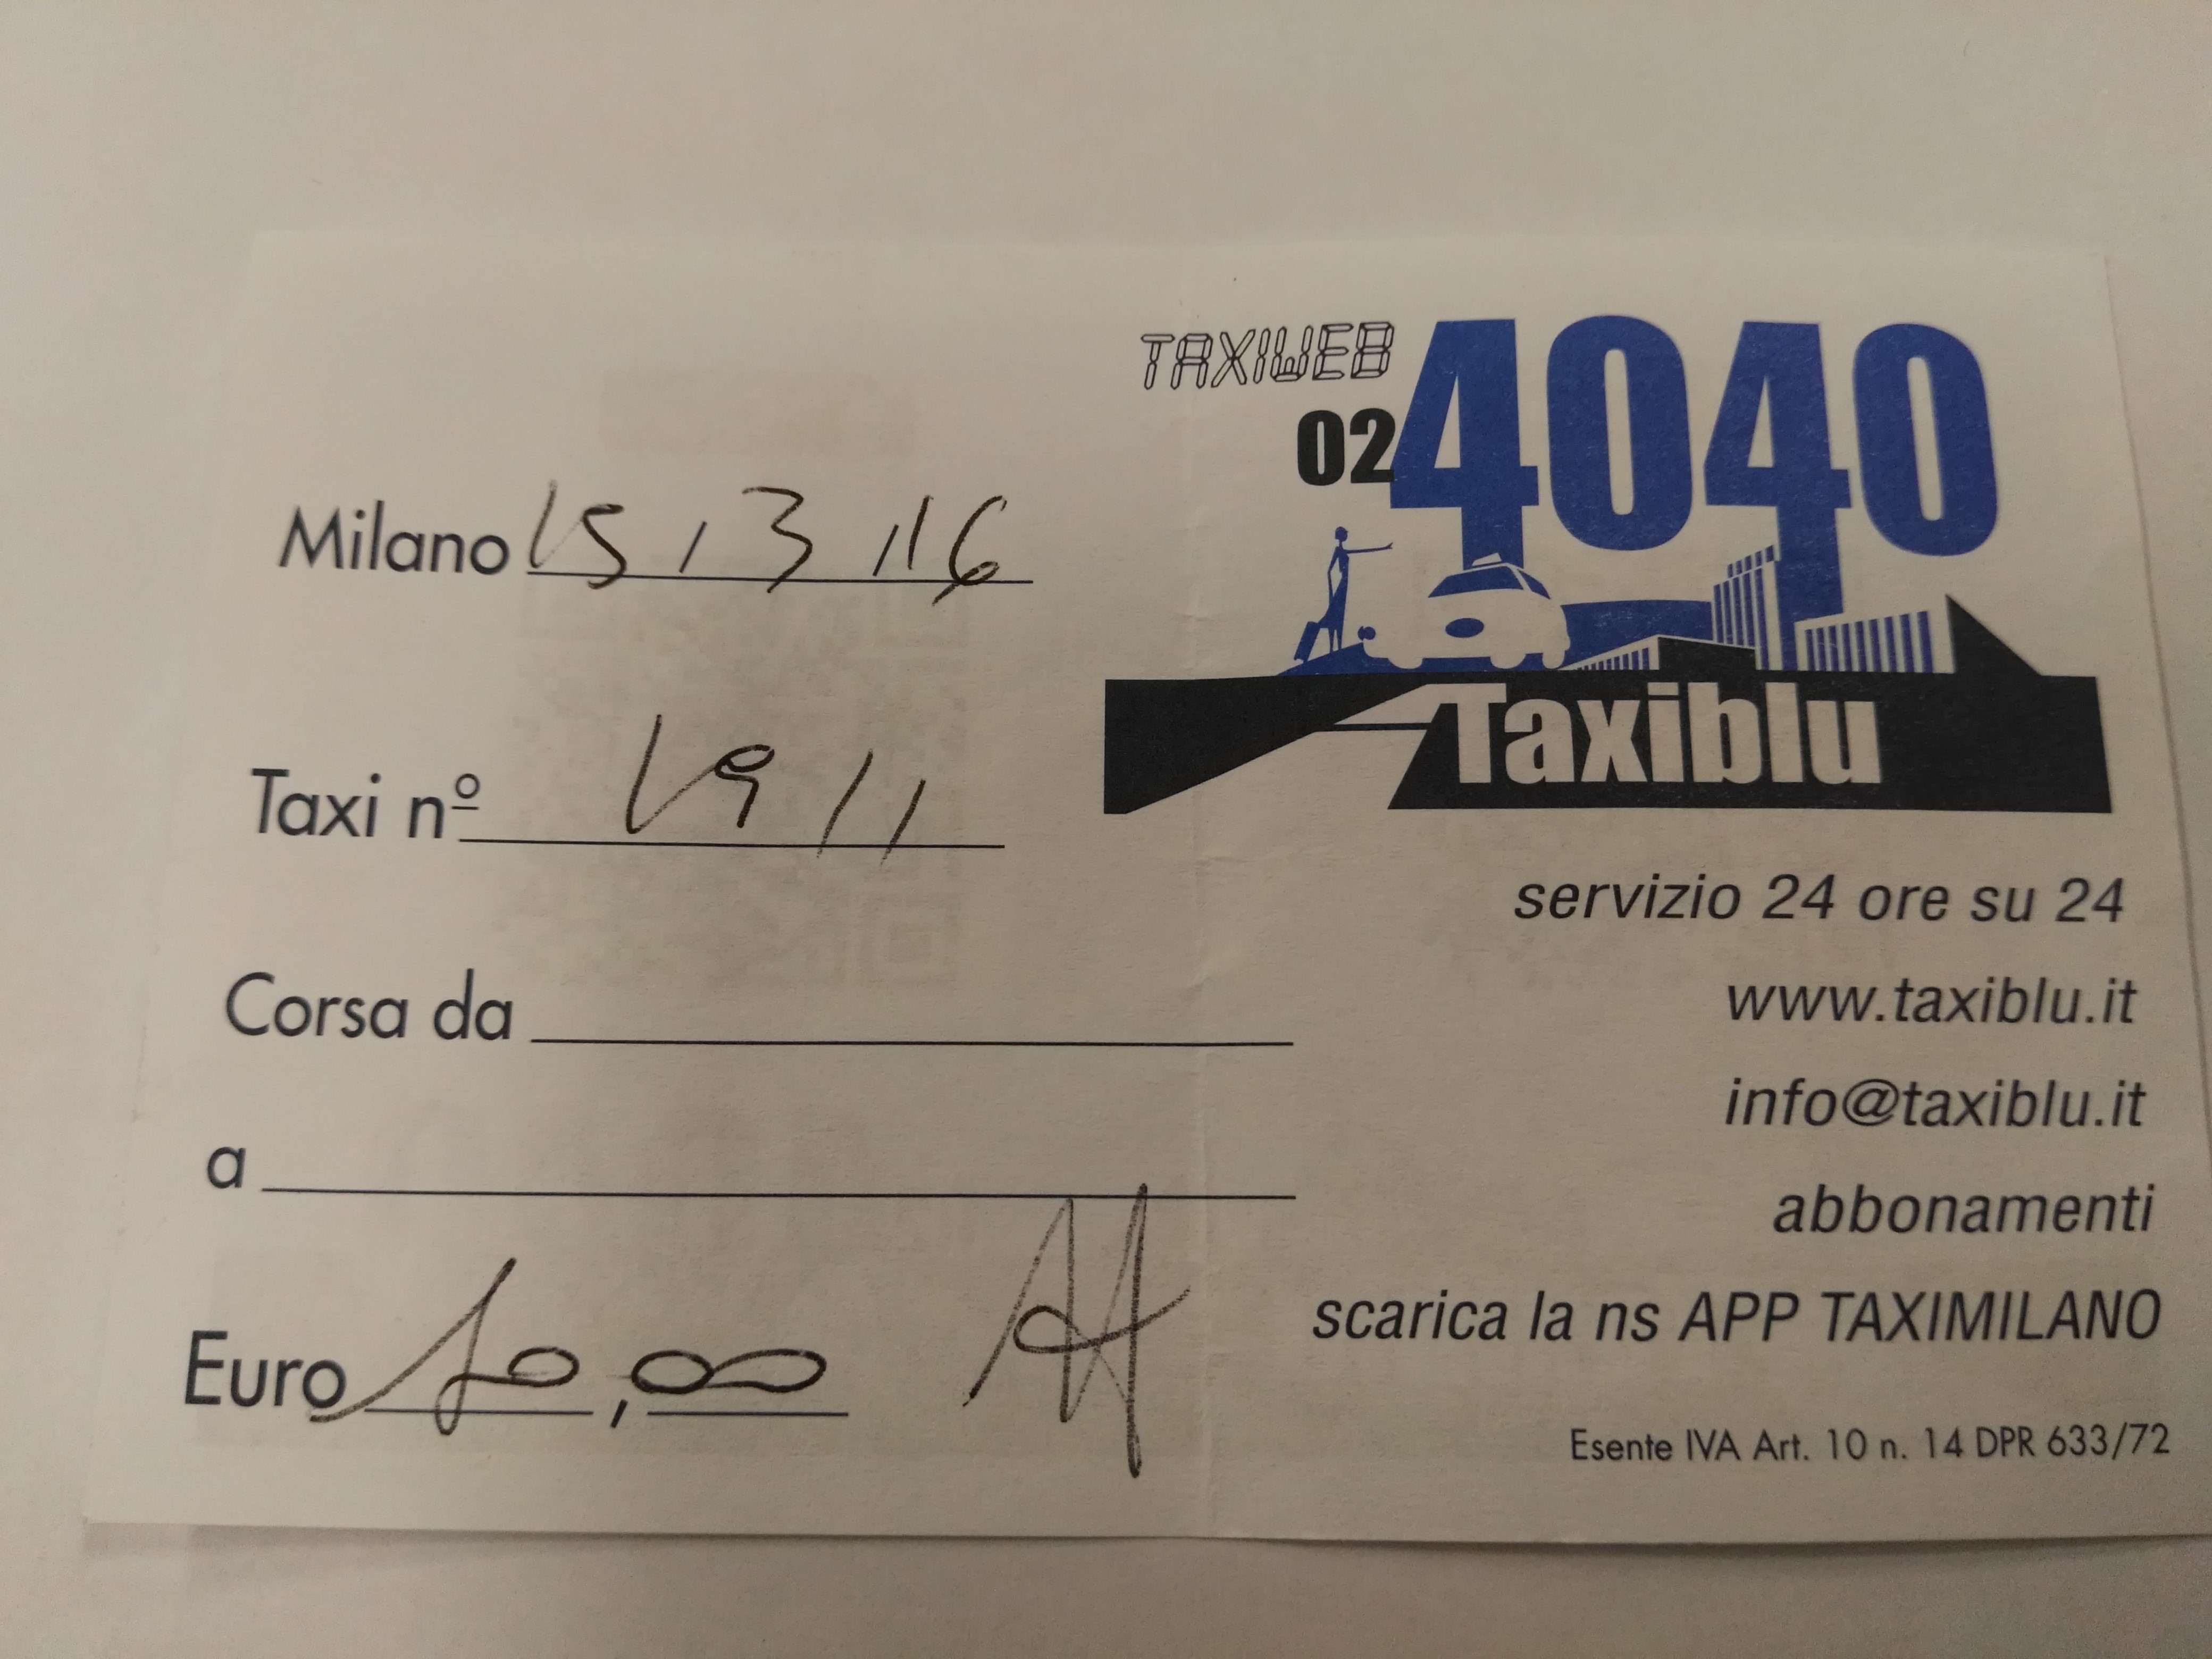 TAXIWEB
02 4040
Taxiblu
Milano 15, 3, 16
Taxi nº 1911
Corsa da
a
Euro 10,00
servizio 24 ore su 24
www.taxiblu.it
info@taxiblu.it
abbonamenti
scarica la ns APP TAXIMILANO
Esente IVA Art. 10 n. 14 DPR 633/72